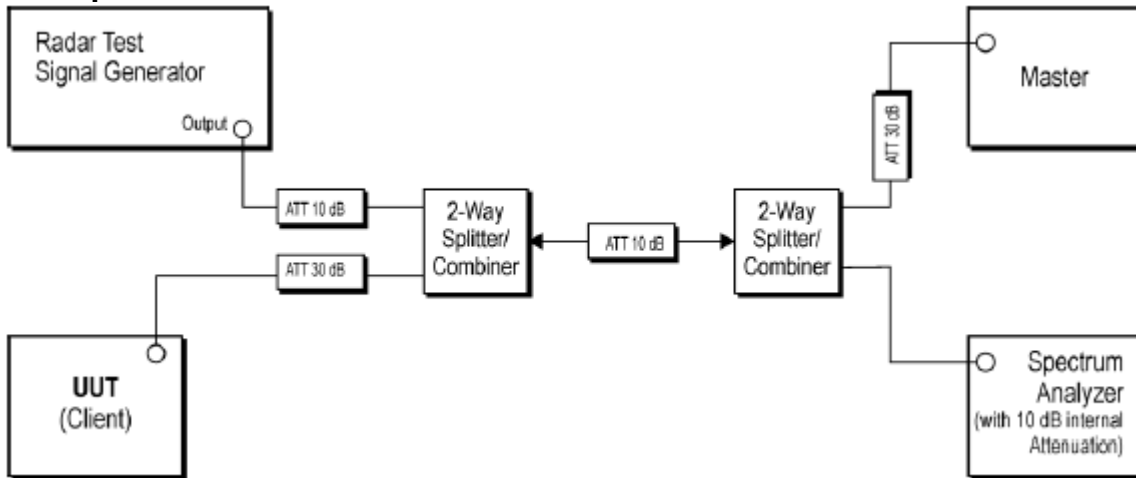 Radar Test
Signal Generator
Output
ATT 10 dB
ATT 30 dB
UUT
(Client)
2-Way
Splitter/
Combiner
ATT 10 dB
2-Way
Splitter/
Combiner
ATT 30 dB
Master
Spectrum
Analyzer
(with 10 dB internal
Attenuation)